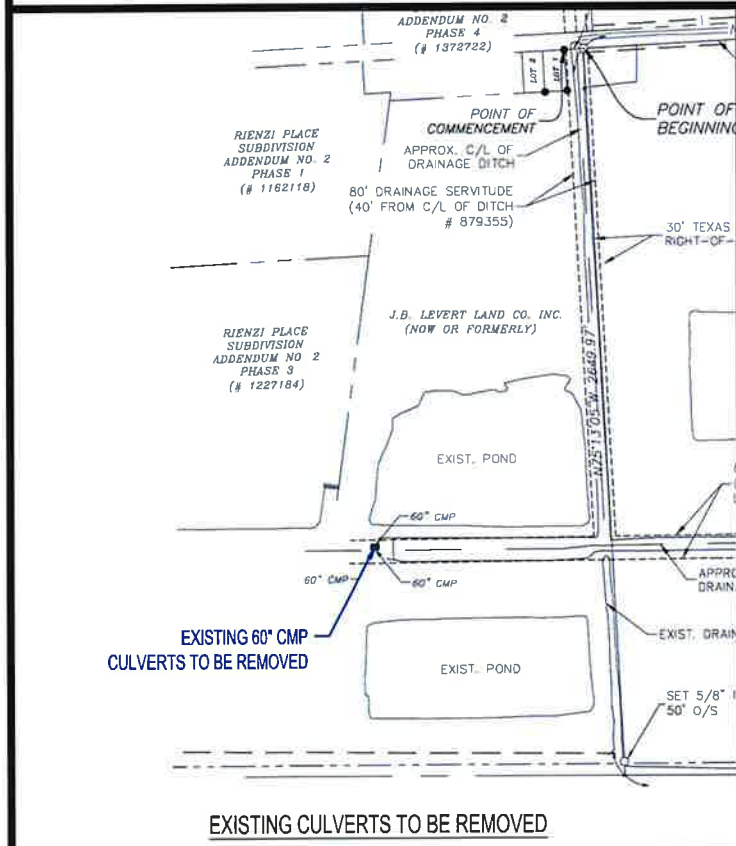 ADDENDUM NO. 2
PHASE 4
(# 1372722)
LOT 2
LOT 1
POINT OF
COMMENCEMENT
POINT OF
BEGINNING
APPROX. C/L OF
DRAINAGE DITCH
RIENZI PLACE
SUBDIVISION
ADDENDUM NO. 2
PHASE 1
(# 1162118)
80' DRAINAGE SERVITUDE
(40' FROM C/L OF DITCH
# 879355)
30' TEXAS
RIGHT-OF-
J.B. LEVERT LAND CO. INC.
(NOW OR FORMERLY)
RIENZI PLACE
SUBDIVISION
ADDENDUM NO 2
PHASE 3
(# 1227184)
N25°13'05"W 2649.97'
EXIST. POND
60" CMP
60" CMP
60" CMP
APPRO
DRAIN.
EXISTING 60" CMP
CULVERTS TO BE REMOVED
EXIST. DRAIN
EXIST. POND
SET 5/8"
50' O/S
EXISTING CULVERTS TO BE REMOVED